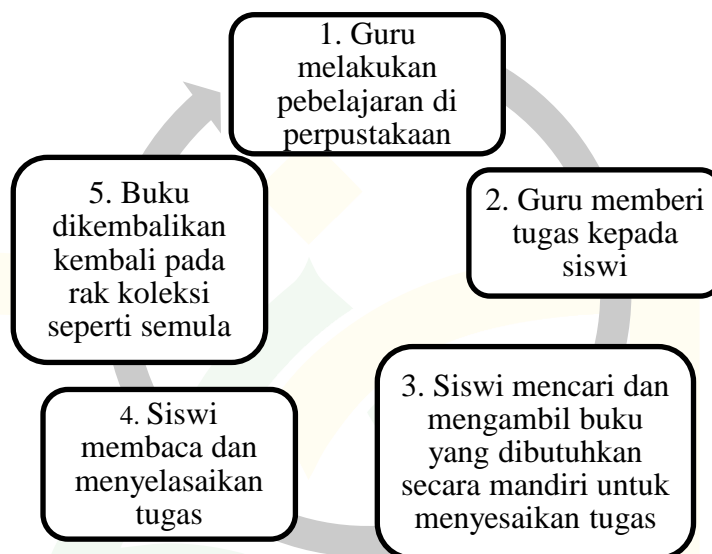 1. Guru
melakukan
pebelajaran di
perpustakaan
2. Guru memberi
tugas kepada
siswi
3. Siswi mencari dan
mengambil buku
yang dibutuhkan
secara mandiri untuk
menyesaikan tugas
4. Siswi
membaca dan
menyelasaikan
tugas
5. Buku
dikembalikan
kembali pada
rak koleksi
seperti semula